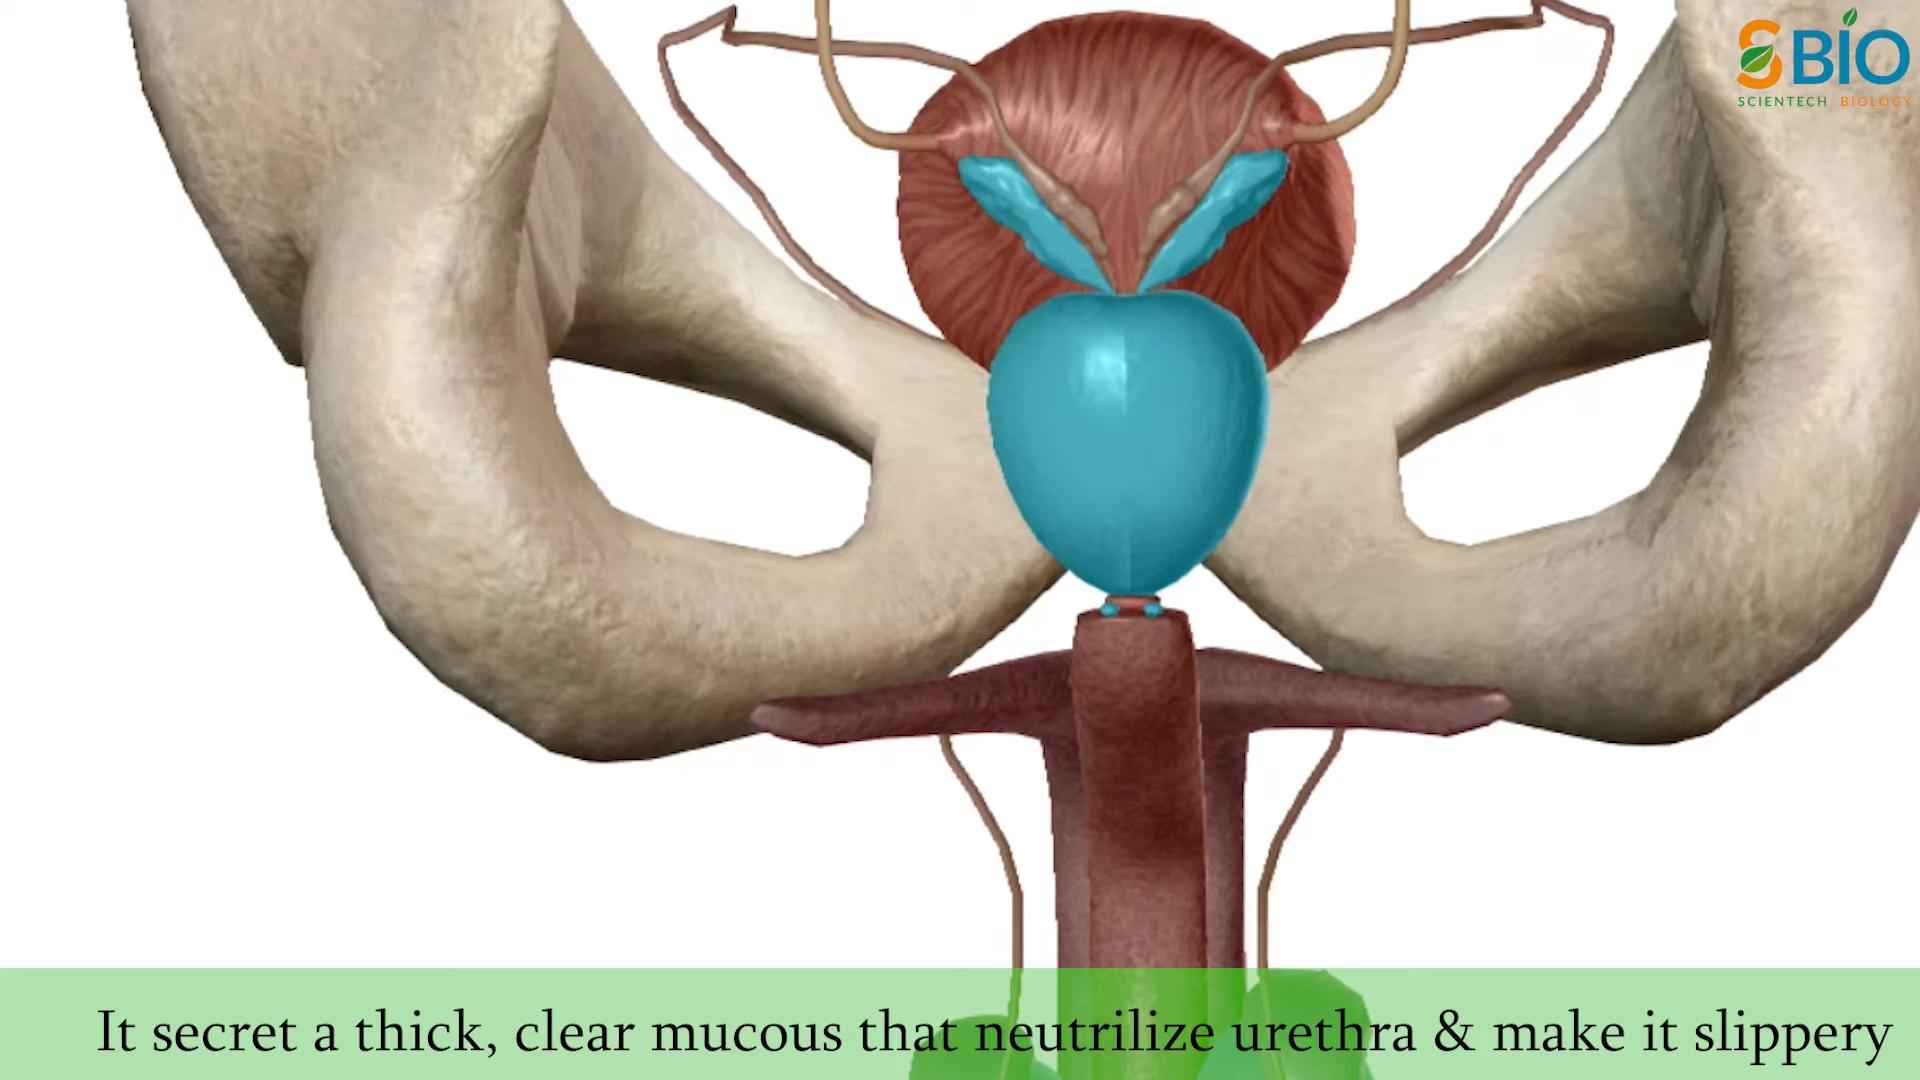 SBIO
SCIENTECH BIOLOGY
It secret a thick, clear mucous that neutrilize urethra & make it slippery